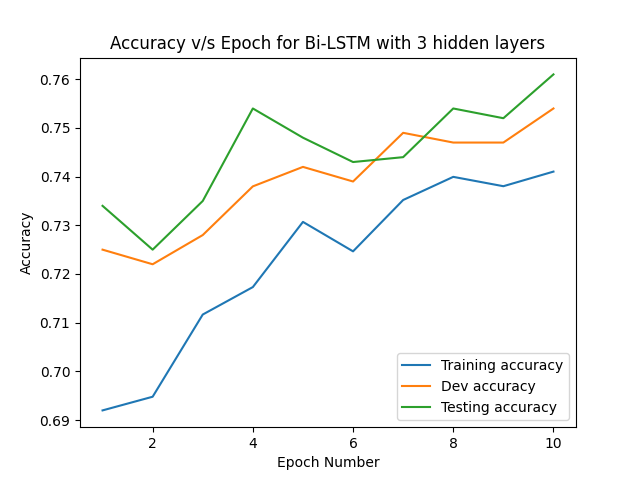 Accuracy v/s Epoch for Bi-LSTM with 3 hidden layers
0.76
0.75
0.74
0.73
0.72
0.71
0.70
0.69
Accuracy
Training accuracy
Dev accuracy
Testing accuracy
2 4 6 8 10
Epoch Number